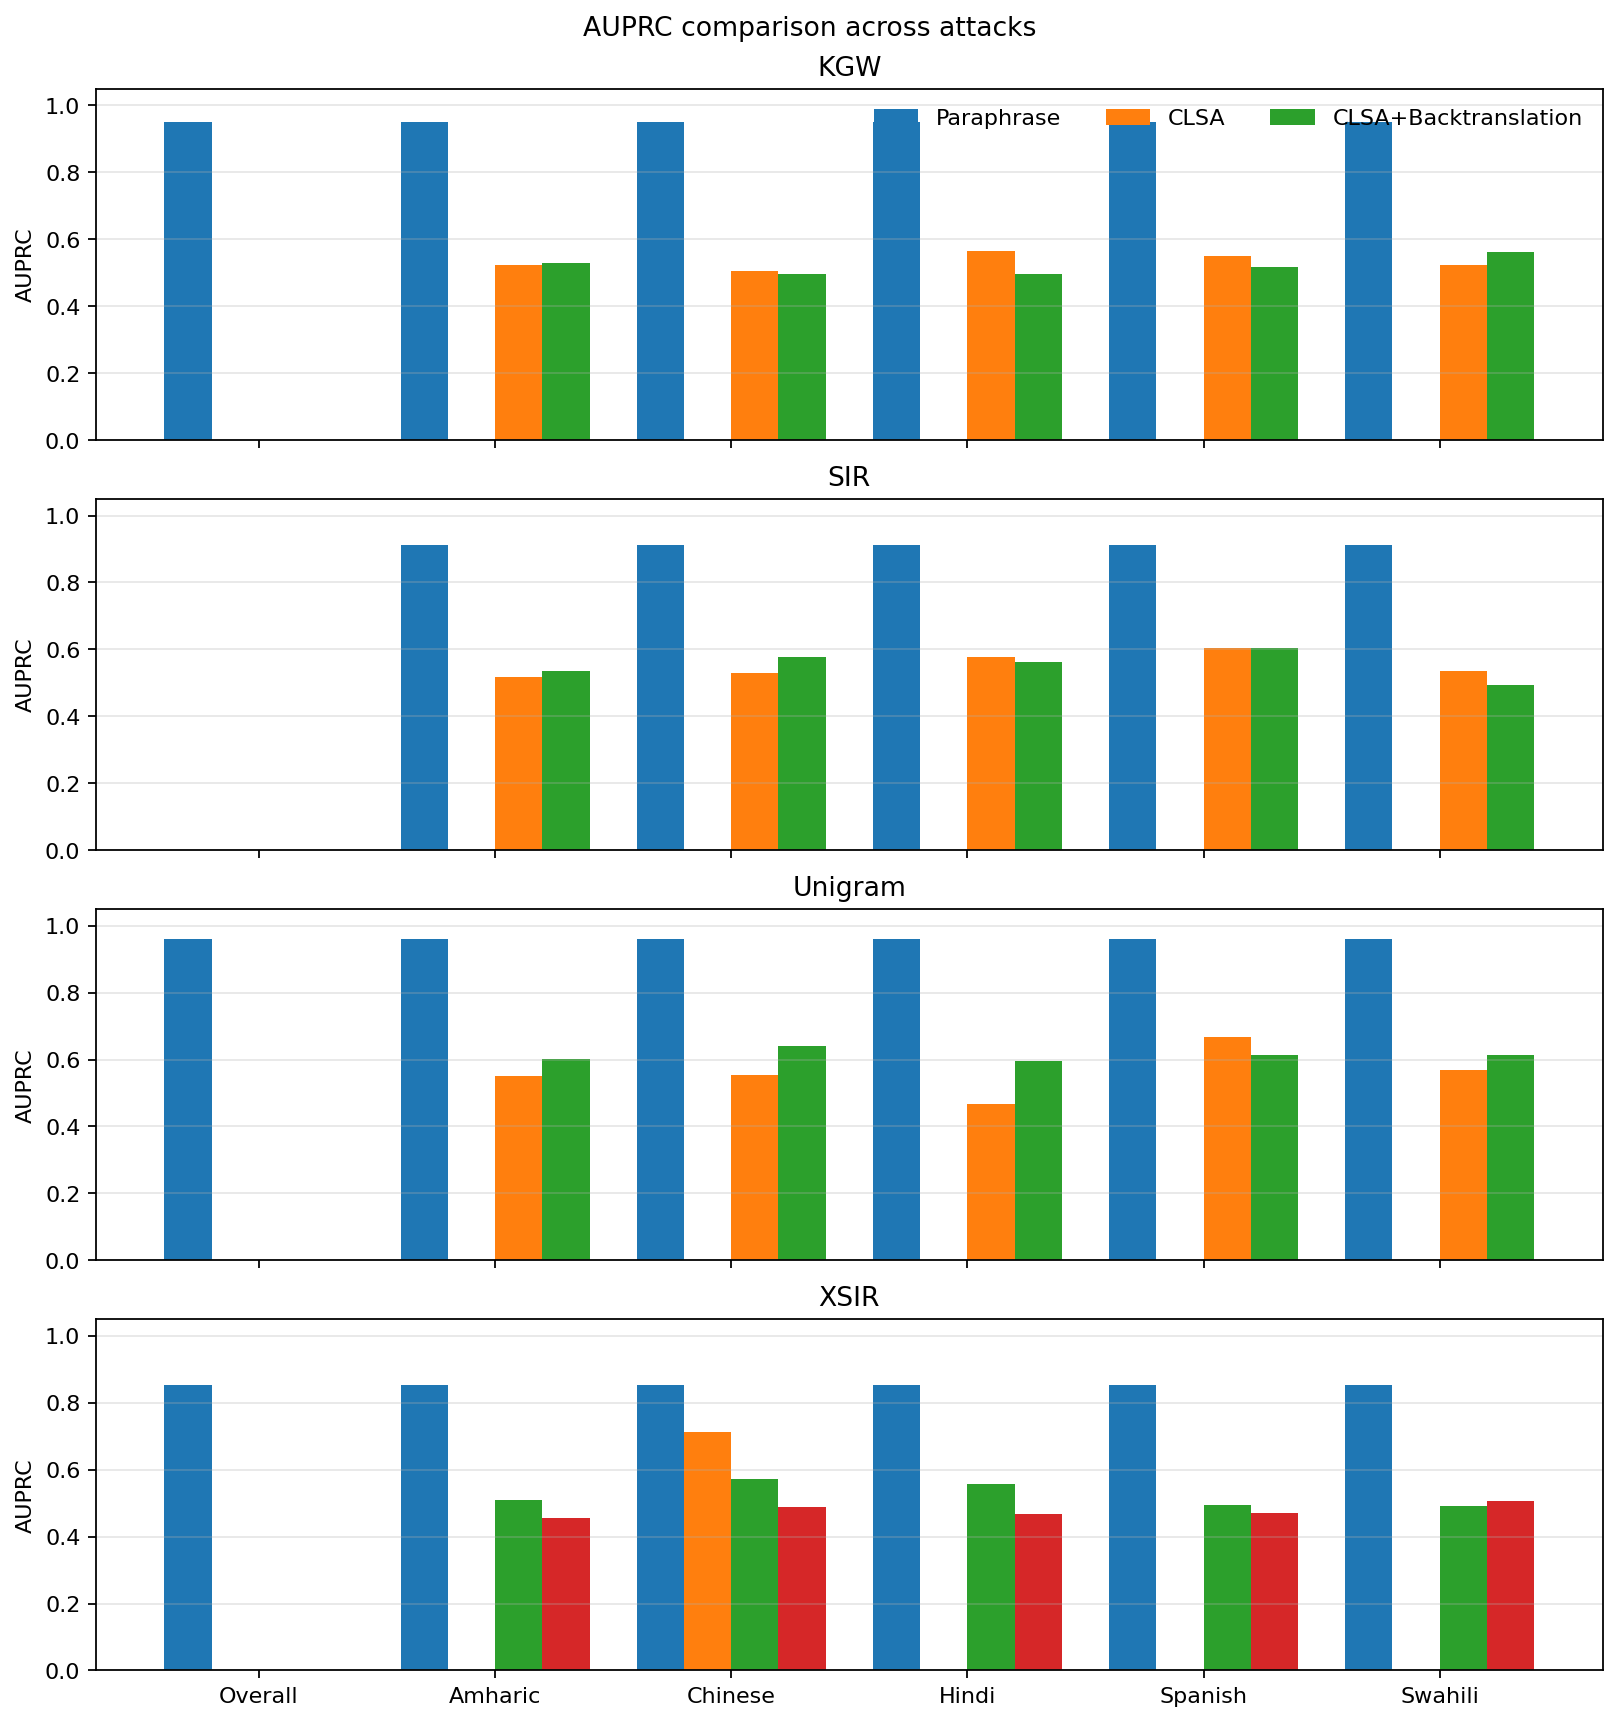 AUPRC comparison across attacks
KGW
1.0
0.8
0.6
0.4
0.2
0.0
AUPRC
Paraphrase CLSA CLSA+Backtranslation
SIR
1.0
0.8
0.6
0.4
0.2
0.0
AUPRC
Unigram
1.0
0.8
0.6
0.4
0.2
0.0
AUPRC
XSIR
1.0
0.8
0.6
0.4
0.2
0.0
AUPRC
Overall Amharic Chinese Hindi Spanish Swahili